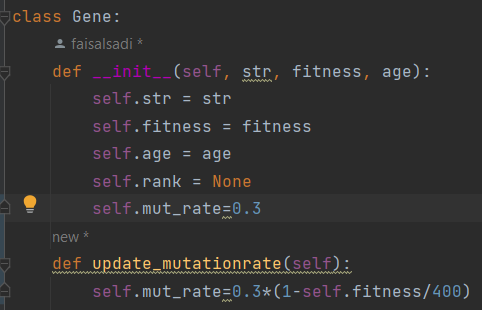 class Gene:
faisalsadi *
def __init__(self, str, fitness, age):
self.str = str
self.fitness = fitness
self.age = age
self.rank = None
self.mut_rate=0.3
new *
def update_mutationrate(self):
self.mut_rate=0.3*(1-self.fitness/400)